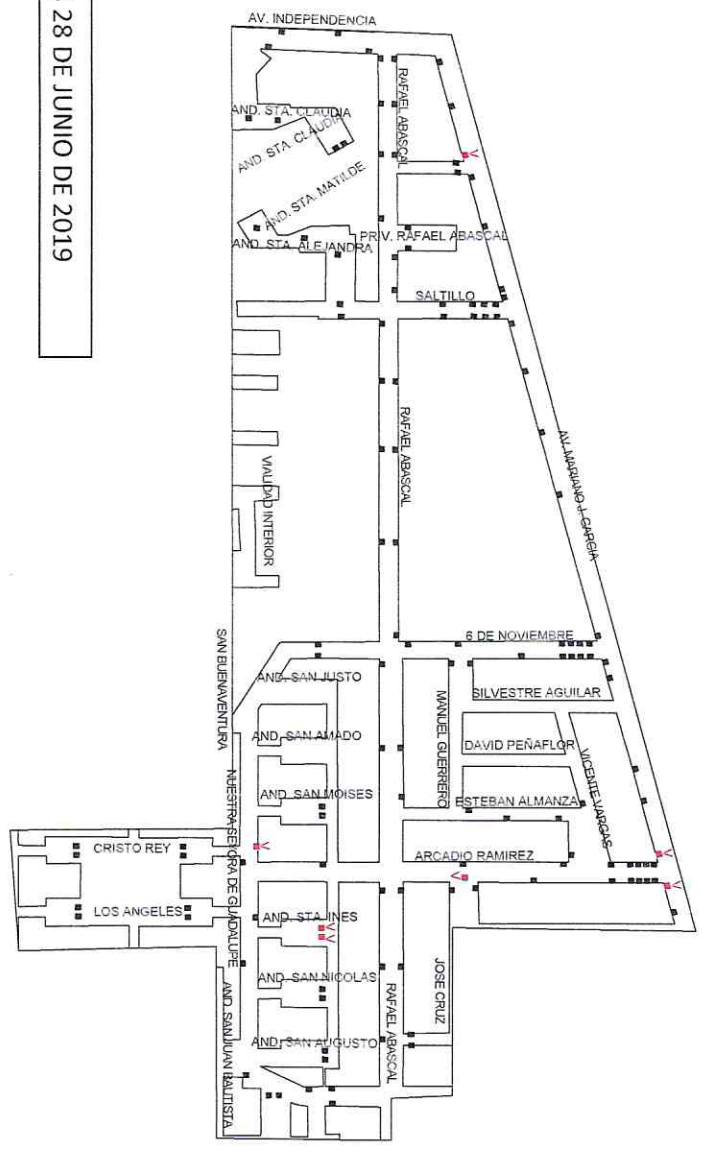 28 DE JUNIO DE 2019
AV. INDEPENDENCIA
RAFAEL ABASCAL
AND. STA. CLAUDIA
AND. STA. CLAUDIA
V
AND. STA. MATILDE
AND. STA. ALEJANDRA
PRIV. RAFAEL ABASCAL
SALTILLO
RAFAEL ABASCAL
AV. MARIANO J. GARCIA
VIALIDAD INTERIOR
6 DE NOVIEMBRE
SAN BUENAVENTURA
AND. SAN JUSTO
SILVESTRE AGUILAR
MANUEL GUERRERO
AND. SAN AMADO
DAVID PEÑAFLOR
VICENTE VARGAS
AND. SAN MOISES
ESTEBAN ALMANZA
NUESTRA SEÑORA DE GUADALUPE
CRISTO REY
V
ARCADIO RAMIREZ
V
V
V
LOS ANGELES
AND. STA. INES
V
V
JOSE CRUZ
AND. SAN NICOLAS
RAFAEL ABASCAL
AND. SAN JUAN BAUTISTA
AND. SAN AUGUSTO